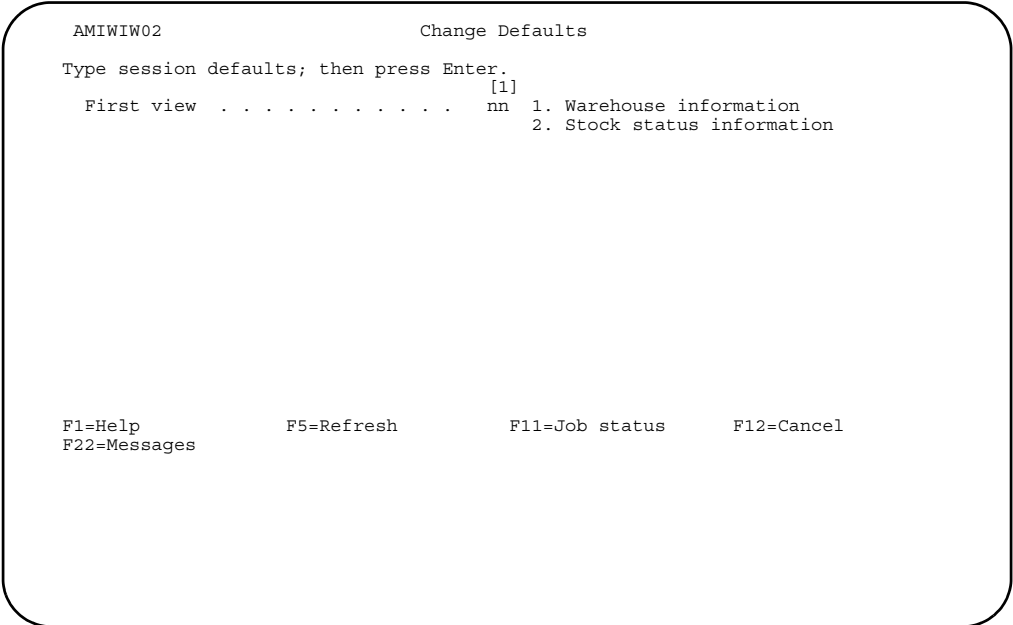 AMIWIW02 Change Defaults
Type session defaults; then press Enter.
[1]
First view . . . . . . . . . . . nn 1. Warehouse information
2. Stock status information
F1=Help F5=Refresh F11=Job status F12=Cancel
F22=Messages